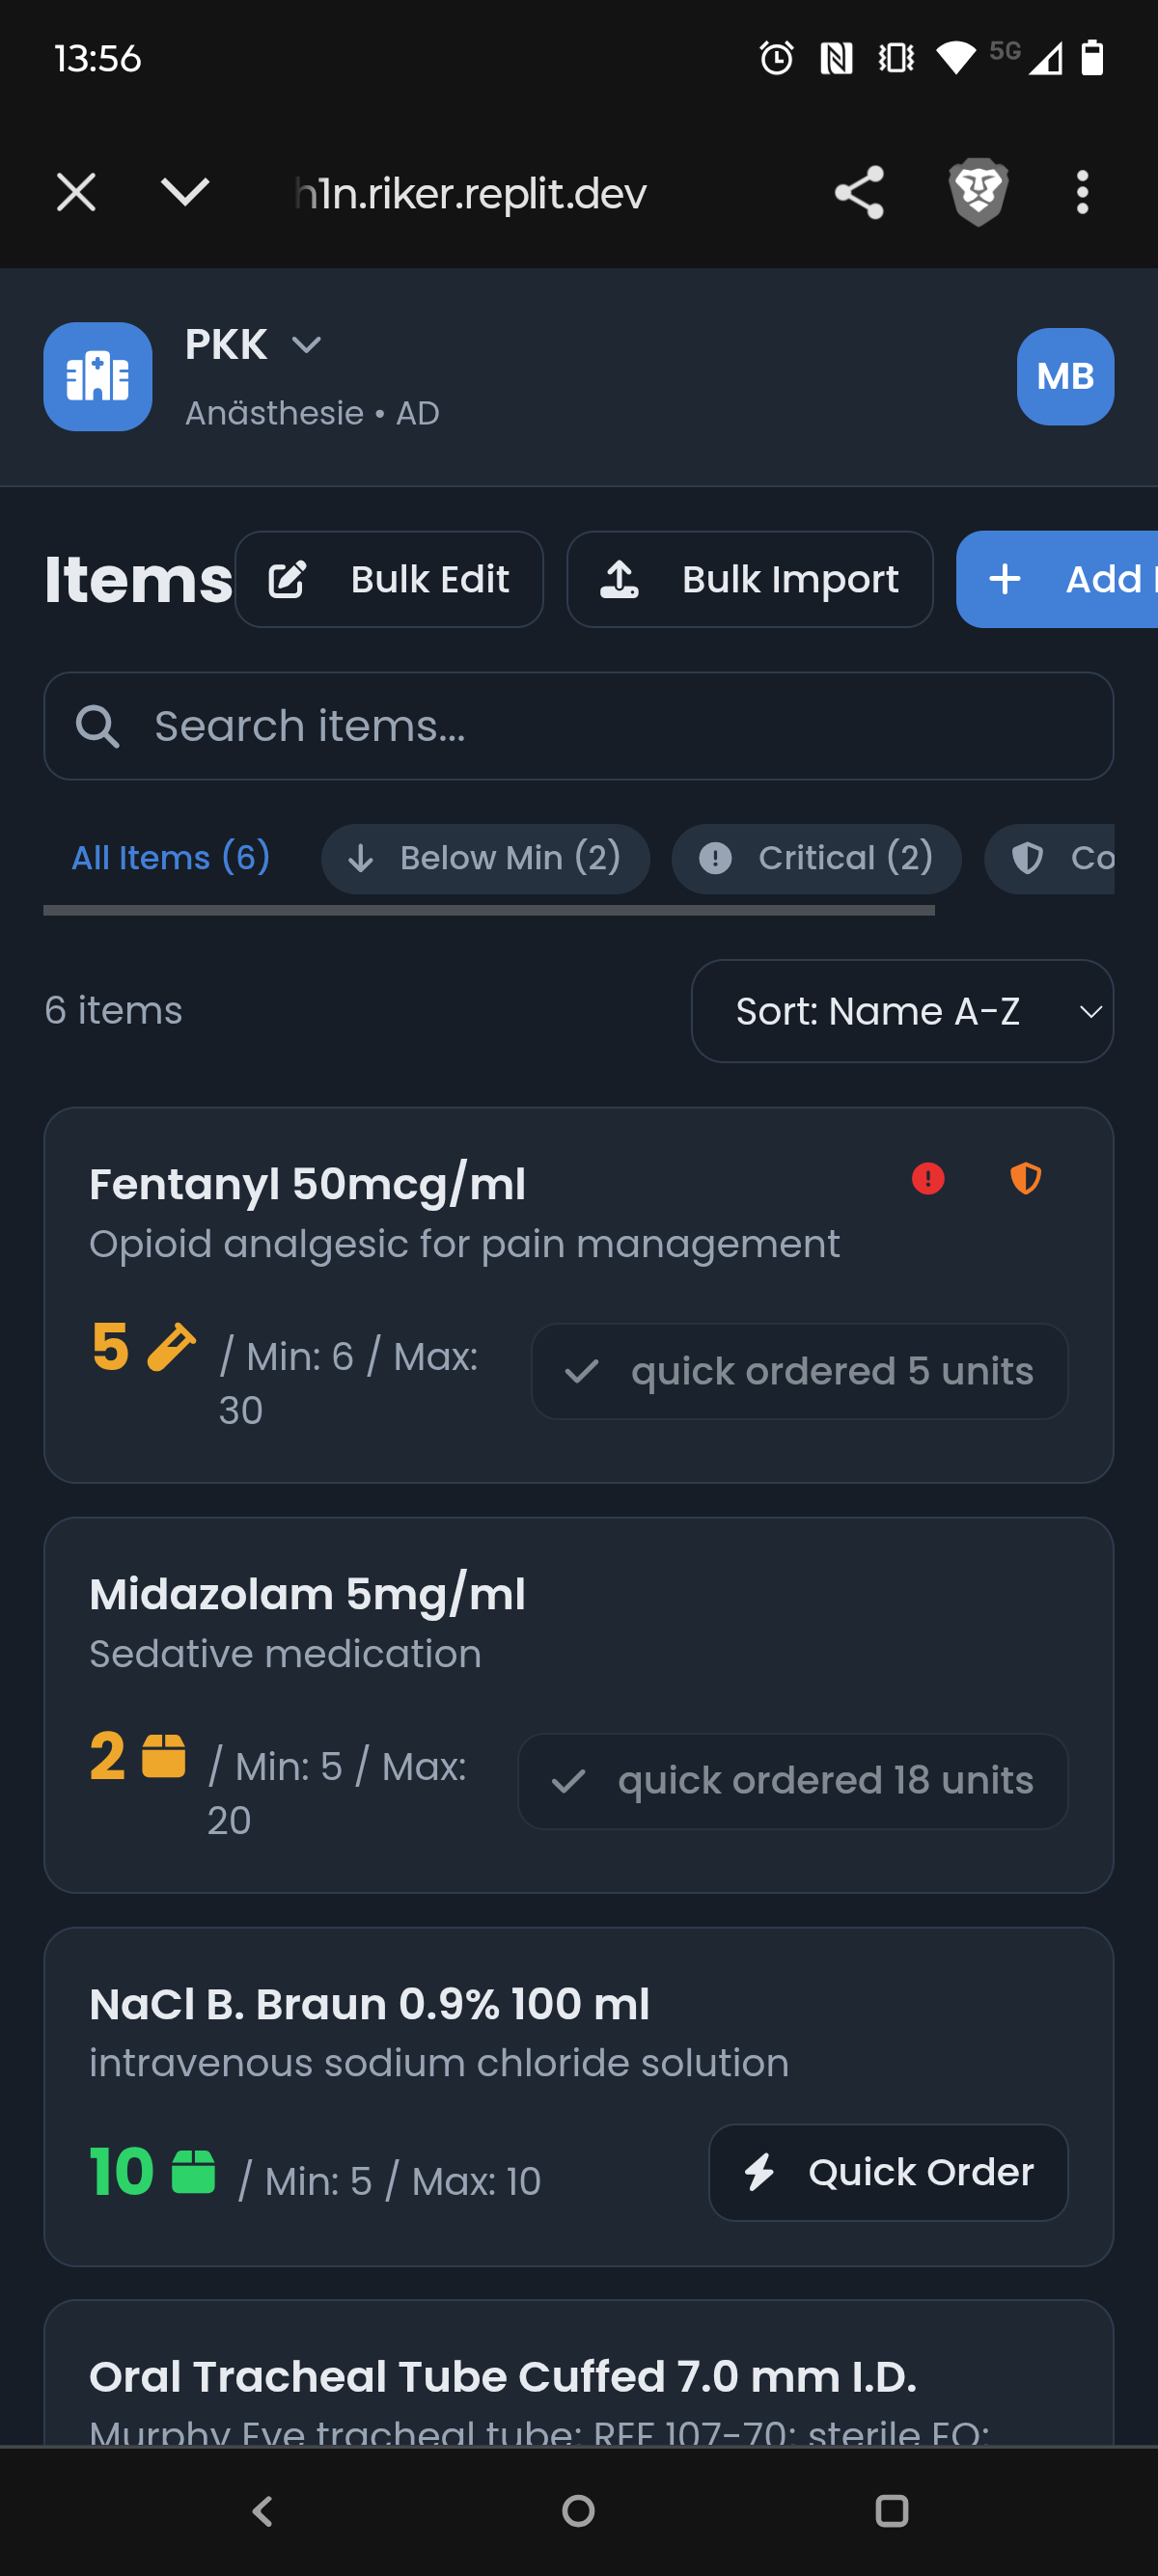 13:56
5G
h1n.riker.replit.dev
PKK
Anästhesie • AD
MB
Items
Bulk Edit
Bulk Import
Add
Search items...
All Items (6)
Below Min (2)
Critical (2)
Co
6 items
Sort: Name A-Z
Fentanyl 50mcg/ml
Opioid analgesic for pain management
5 / Min: 6 / Max:
30
quick ordered 5 units
Midazolam 5mg/ml
Sedative medication
2 / Min: 5 / Max:
20
quick ordered 18 units
NaCl B. Braun 0.9% 100 ml
intravenous sodium chloride solution
10 / Min: 5 / Max: 10
Quick Order
Oral Tracheal Tube Cuffed 7.0 mm I.D.
Murphy Eye tracheal tube; REF 107-70; sterile EO;